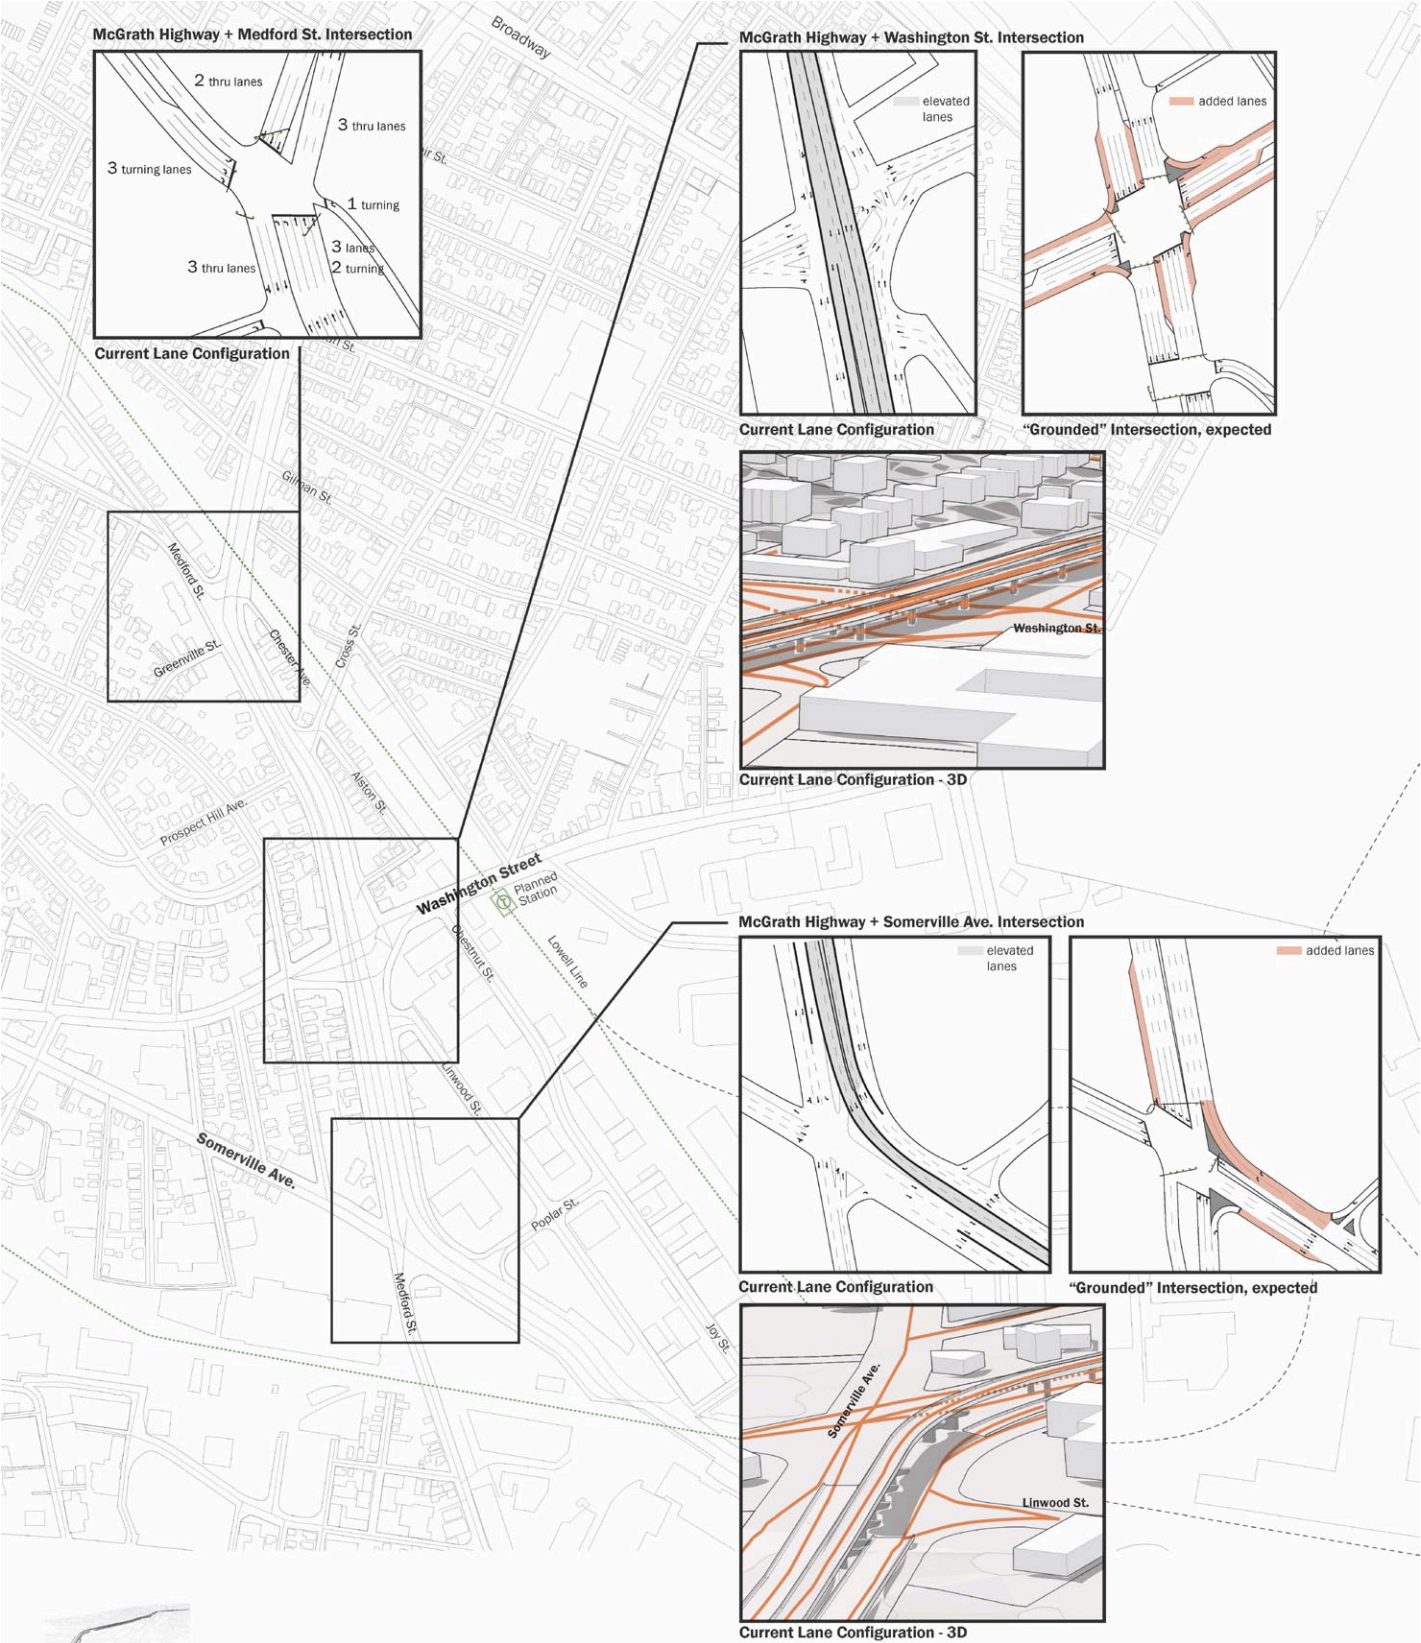 McGrath Highway + Medford St. Intersection
2 thru lanes
3 thru lanes
3 turning lanes
1 turning
3 lanes
2 turning
3 thru lanes
Current Lane Configuration
Broadway
McGrath Highway + Washington St. Intersection
elevated
lanes
Current Lane Configuration
added lanes
“Grounded” Intersection, expected
Washington St.
Current Lane Configuration - 3D
Gilman St.
Medford St.
Greenville St.
Chester Ave.
Cross St.
Alston St.
Prospect Hill Ave.
Washington Street
Planned
Station
T
Chestnut St.
Lowell Line
Linwood St.
Somerville Ave.
Poplar St.
Medford St.
Joy St.
McGrath Highway + Somerville Ave. Intersection
elevated
lanes
Current Lane Configuration
added lanes
“Grounded” Intersection, expected
Somerville Ave.
Linwood St.
Current Lane Configuration - 3D